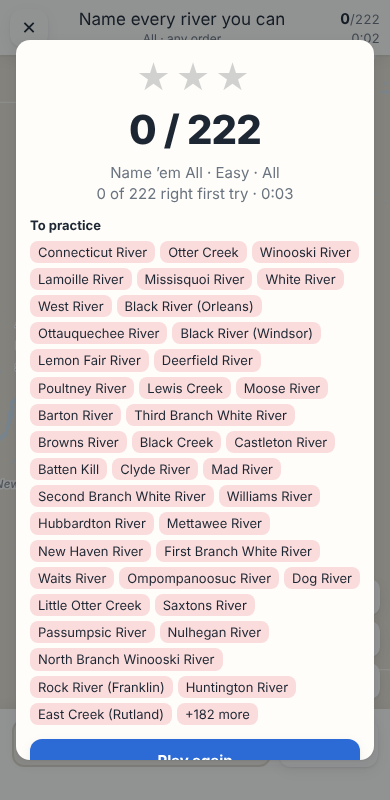 Name every river you can
0/222
All · any order
0:02
0 / 222
Name ’em All · Easy · All
0 of 222 right first try · 0:03
To practice
Connecticut River
Otter Creek
Winooski River
Lamoille River
Missisquoi River
White River
West River
Black River (Orleans)
Ottauquechee River
Black River (Windsor)
Lemon Fair River
Deerfield River
Poultney River
Lewis Creek
Moose River
Barton River
Third Branch White River
Browns River
Black Creek
Castleton River
Batten Kill
Clyde River
Mad River
Second Branch White River
Williams River
Hubbardton River
Mettawee River
New Haven River
First Branch White River
Waits River
Ompompanoosuc River
Dog River
Little Otter Creek
Saxtons River
Passumpsic River
Nulhegan River
North Branch Winooski River
Rock River (Franklin)
Huntington River
East Creek (Rutland)
+182 more
Play again
New